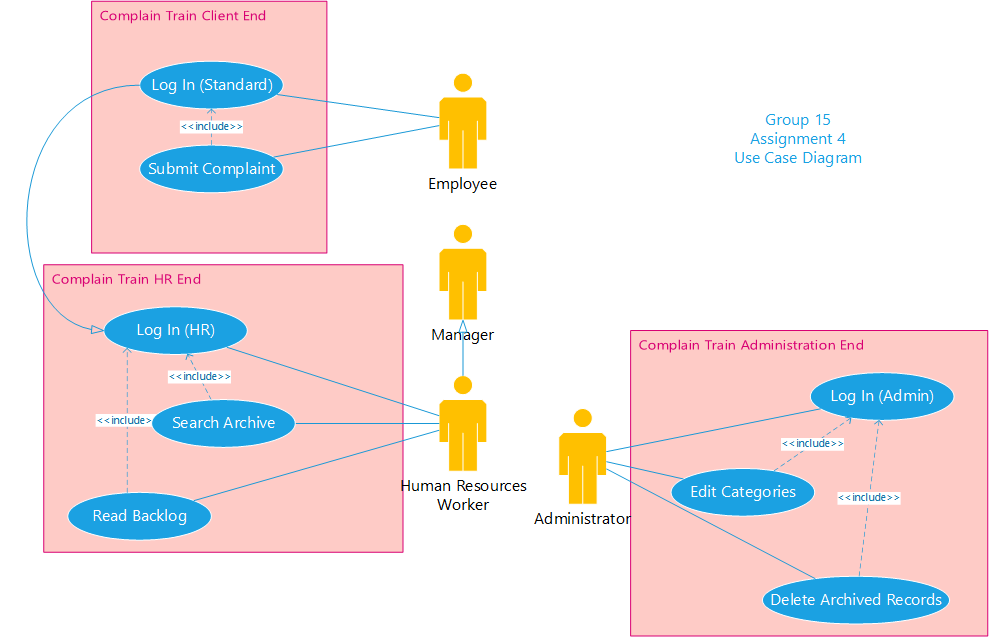 Complain Train Client End
Log In (Standard)
<<include>>
Submit Complaint
Employee
Group 15
Assignment 4
Use Case Diagram
Manager
Complain Train HR End
Log In (HR)
<<include>>
<<include>
Search Archive
Read Backlog
Human Resources
Worker
Administrator
Complain Train Administration End
Log In (Admin)
<<include>>
Edit Categories
<<include>>
Delete Archived Records